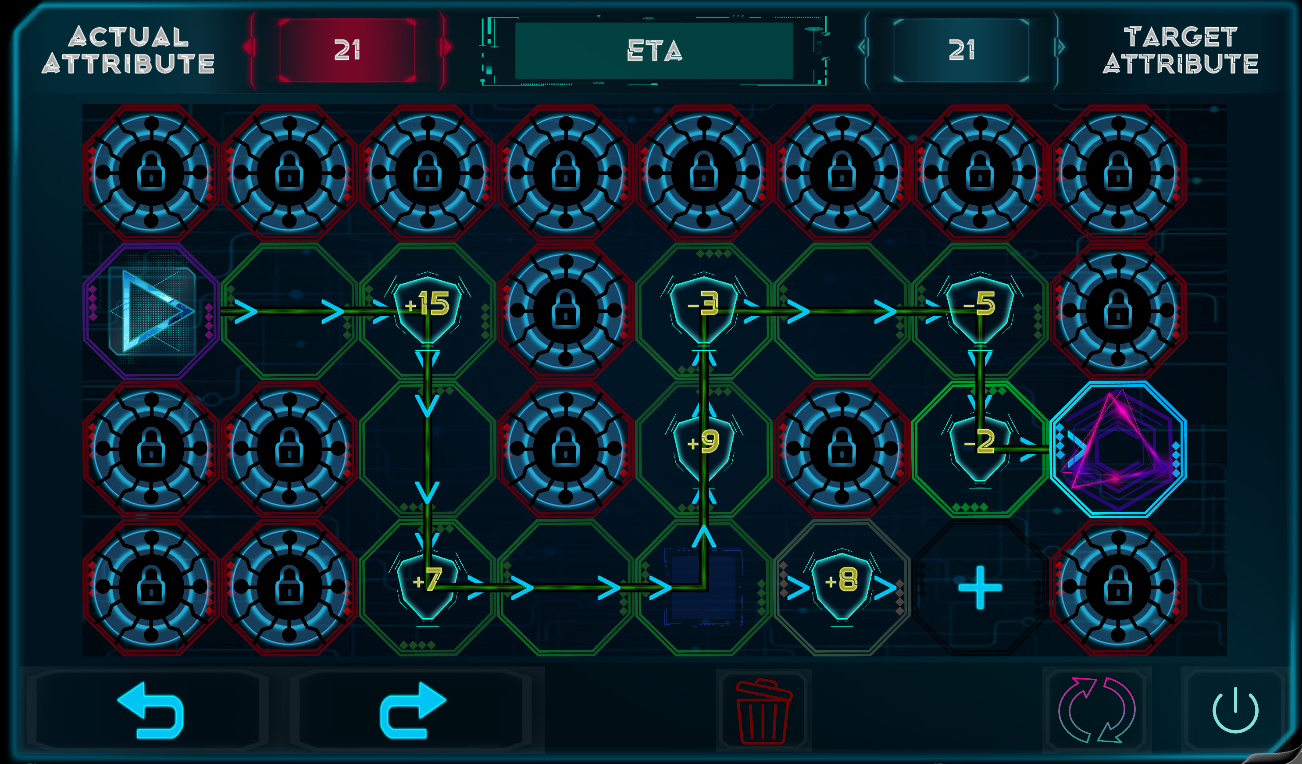 ACTUAL
ATTRIBUTE
21
ETA
21
TARGET
ATTRIBUTE
+15
-3
-5
+9
-2
+7
+8